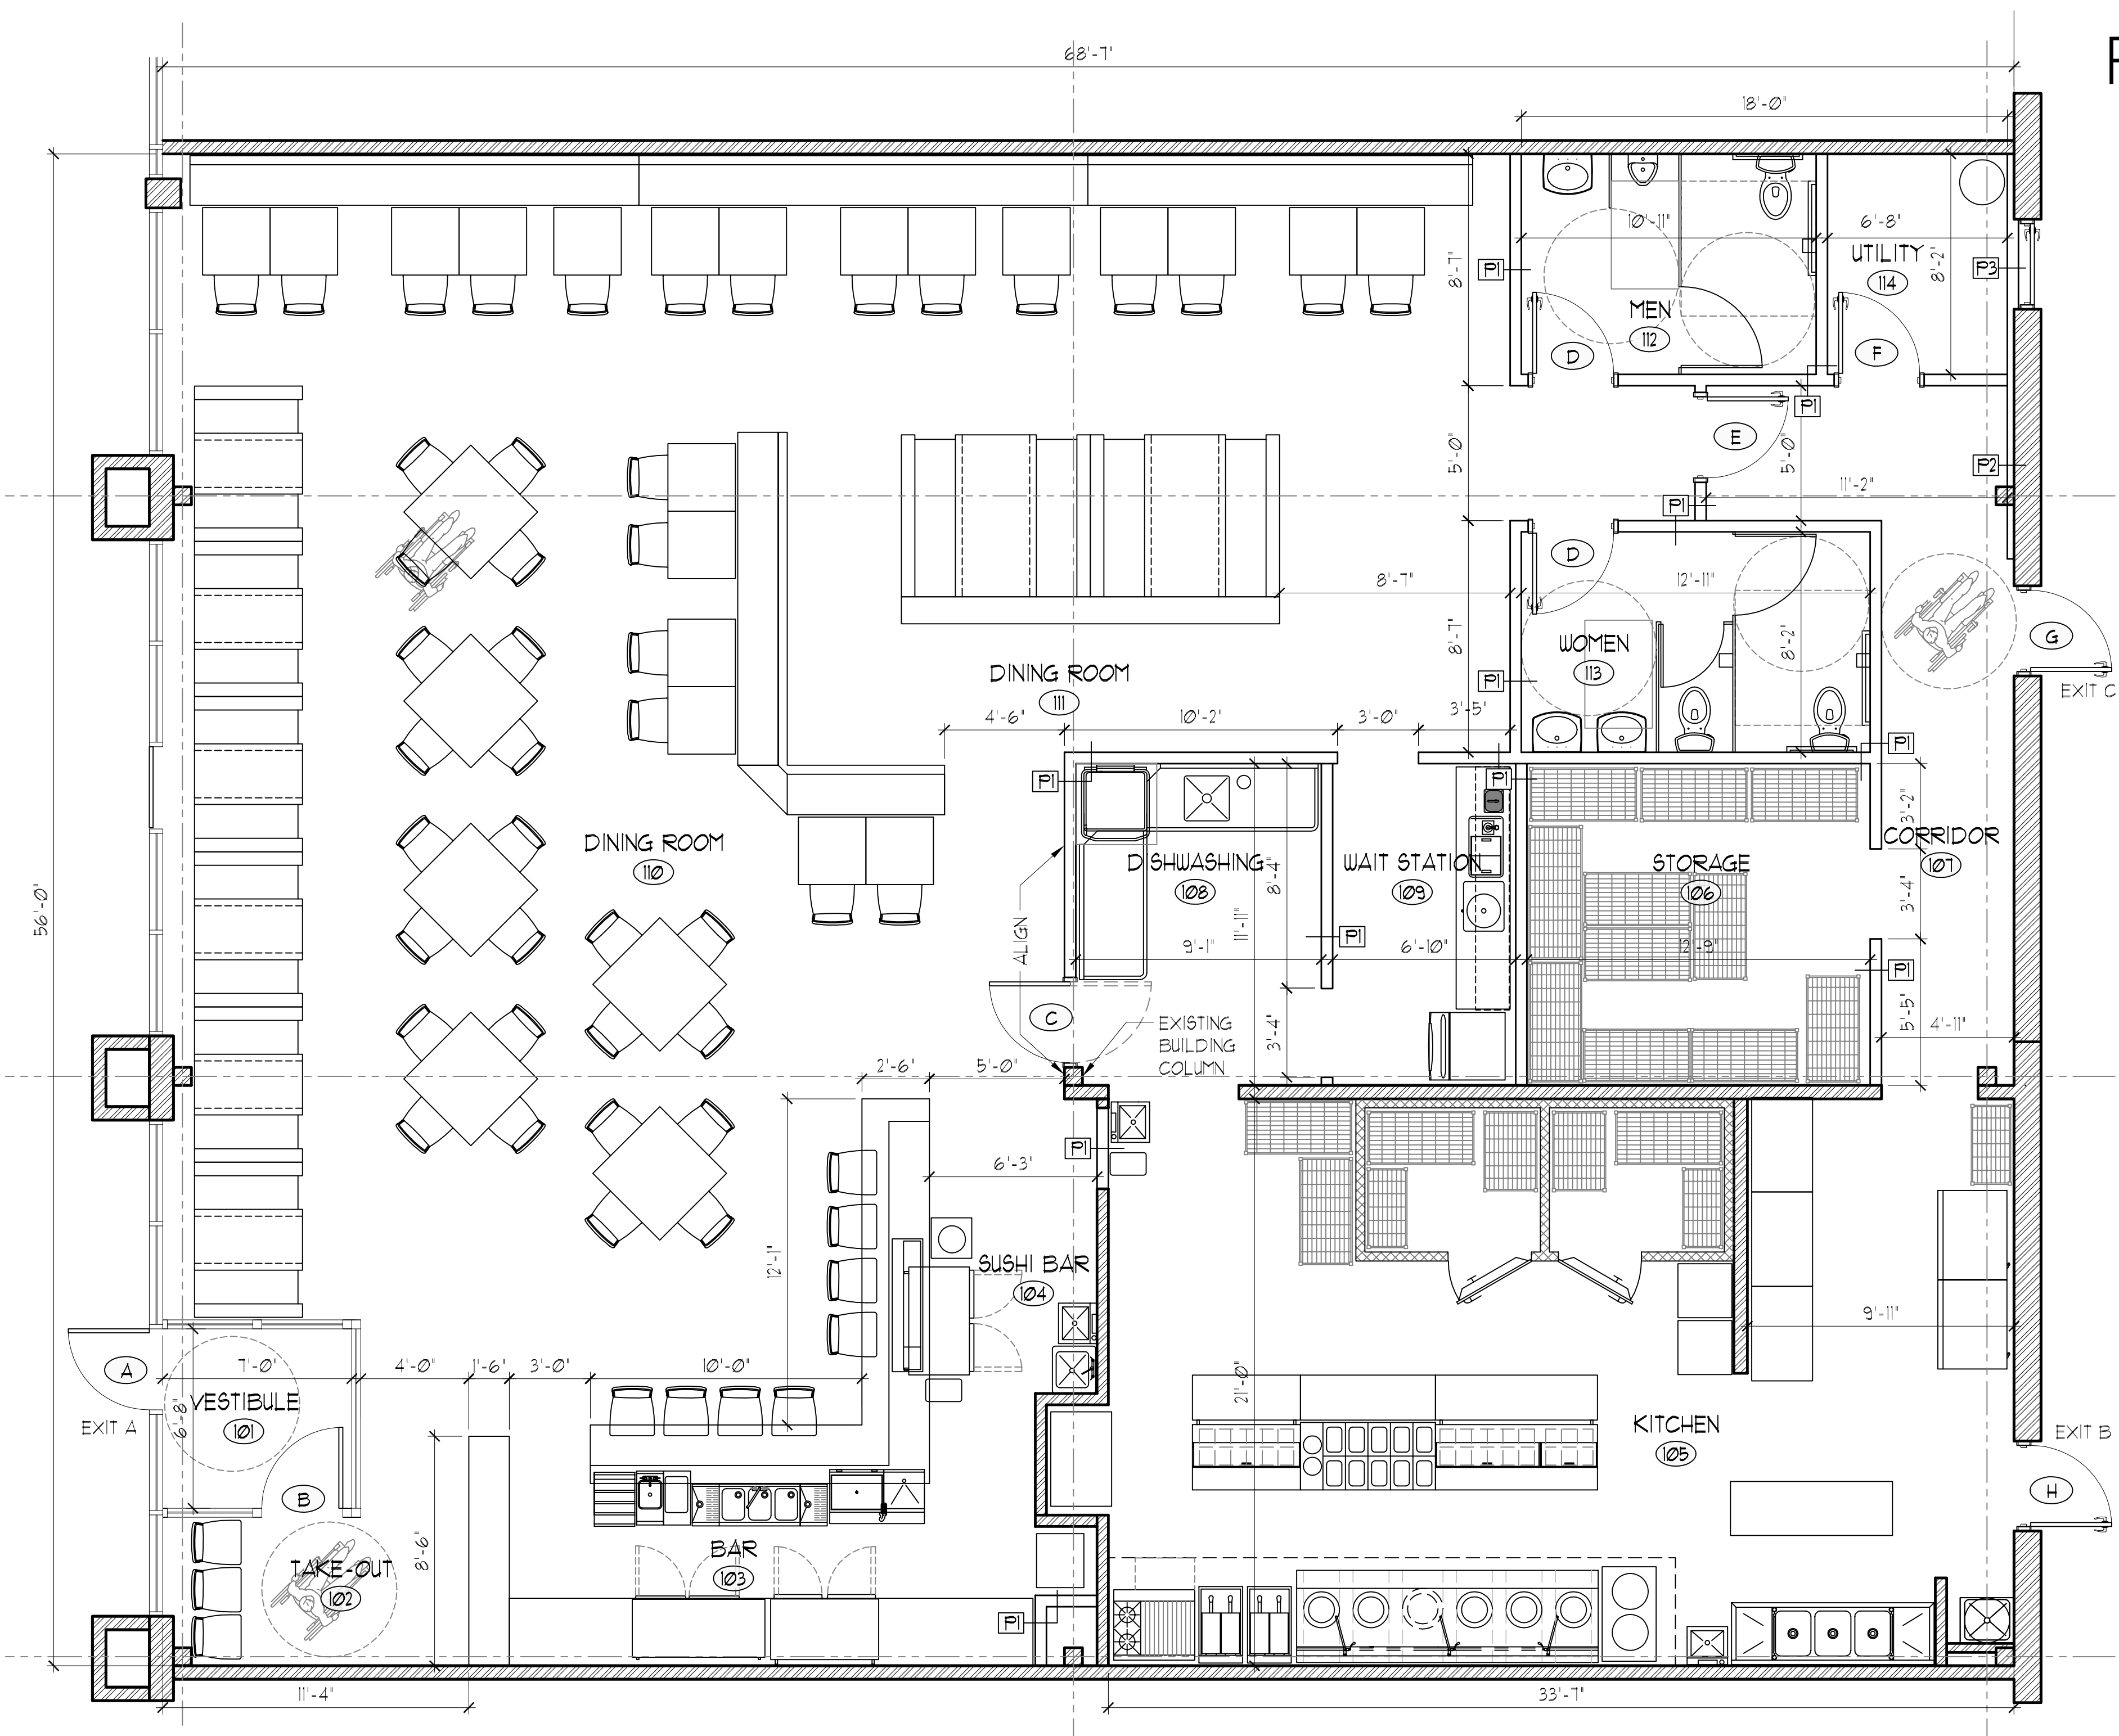 68'-7"
18'-0"
10'-11"
6'-8"
UTILITY
114
8'-2"
P1
P3
8'-7"
MEN
112
D
F
P1
E
5'-0"
5'-0"
P2
11'-2"
P1
D
8'-7"
12'-11"
WOMEN
113
8'-7"
8'-2"
G
EXIT C
P1
DINING ROOM
111
4'-6"
10'-2"
3'-0"
3'-5"
P1
P1
P1
3'-2"
CORRIDOR
107
DINING ROOM
110
DISHWASHING
108
8'-4"
WAIT STATION
109
STORAGE
106
56'-0"
3'-4"
ALIGN
11'-11"
9'-1"
P1
6'-10"
12'-9"
P1
C
EXISTING
BUILDING
COLUMN
3'-4"
5'-5"
4'-11"
2'-6"
5'-0"
P1
6'-3"
12'-1"
SUSHI BAR
104
9'-11"
A
7'-0"
4'-0"
1'-6"
3'-0"
10'-0"
21'-0"
VESTIBULE
101
6'-8"
EXIT A
KITCHEN
105
EXIT B
B
H
8'-6"
BAR
103
TAKE-OUT
102
P1
11'-4"
33'-7"